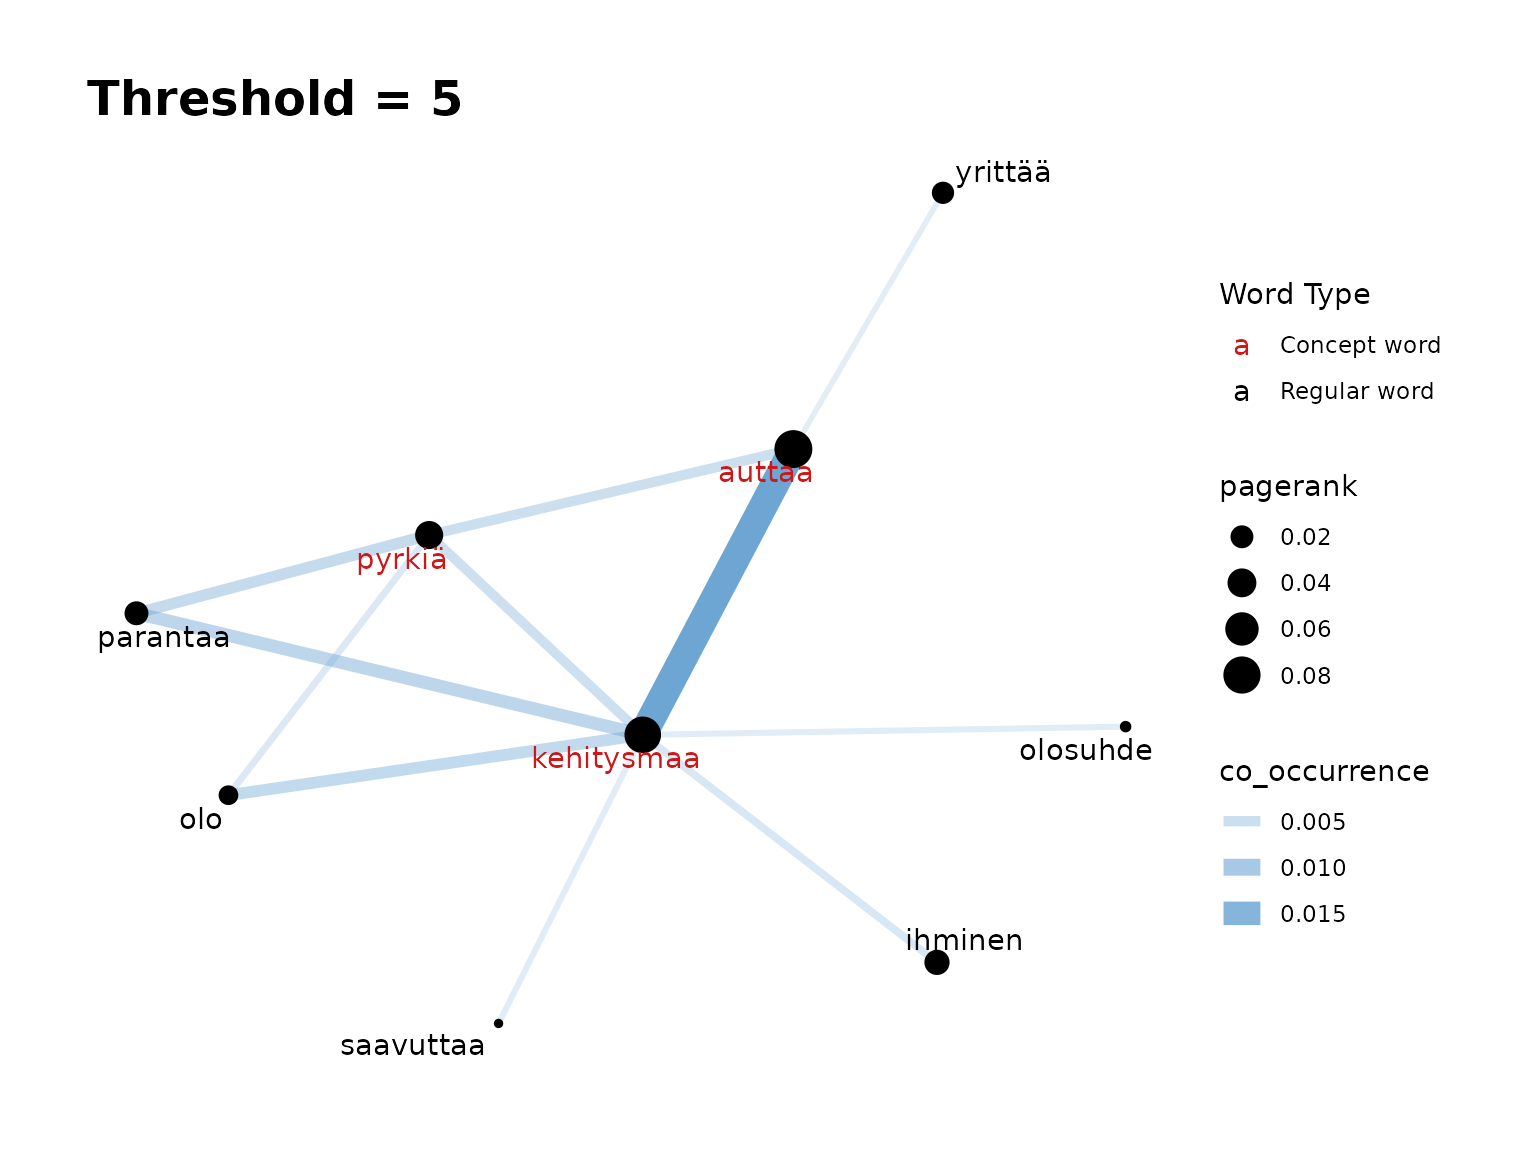 Threshold = 5
yrittää
auttaa
pyrkiä
parantaa
kehitysmaa
olosuhde
olo
ihminen
saavuttaa
Word Type
a Concept word
a Regular word
pagerank
0.02
0.04
0.06
0.08
co_occurrence
0.005
0.010
0.015